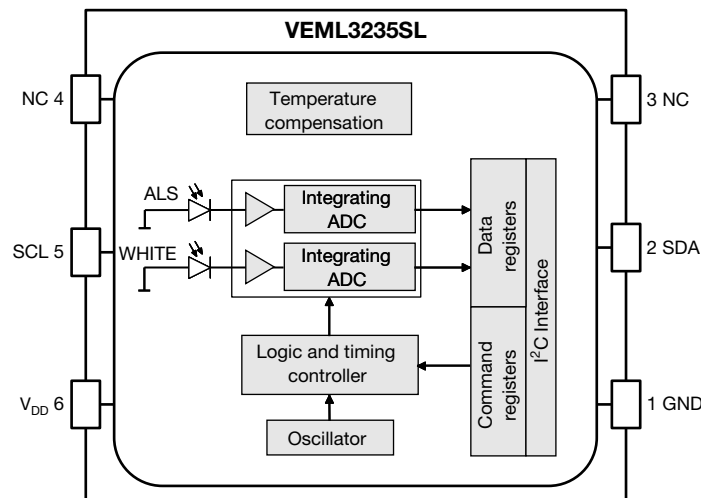 VEML3235SL
NC 4
3 NC
Temperature
compensation
ALS
Integrating
ADC
WHITE
Integrating
ADC
Data
registers
SCL 5
2 SDA
I²C Interface
Logic and timing
controller
Command
registers
V_DD 6
1 GND
Oscillator